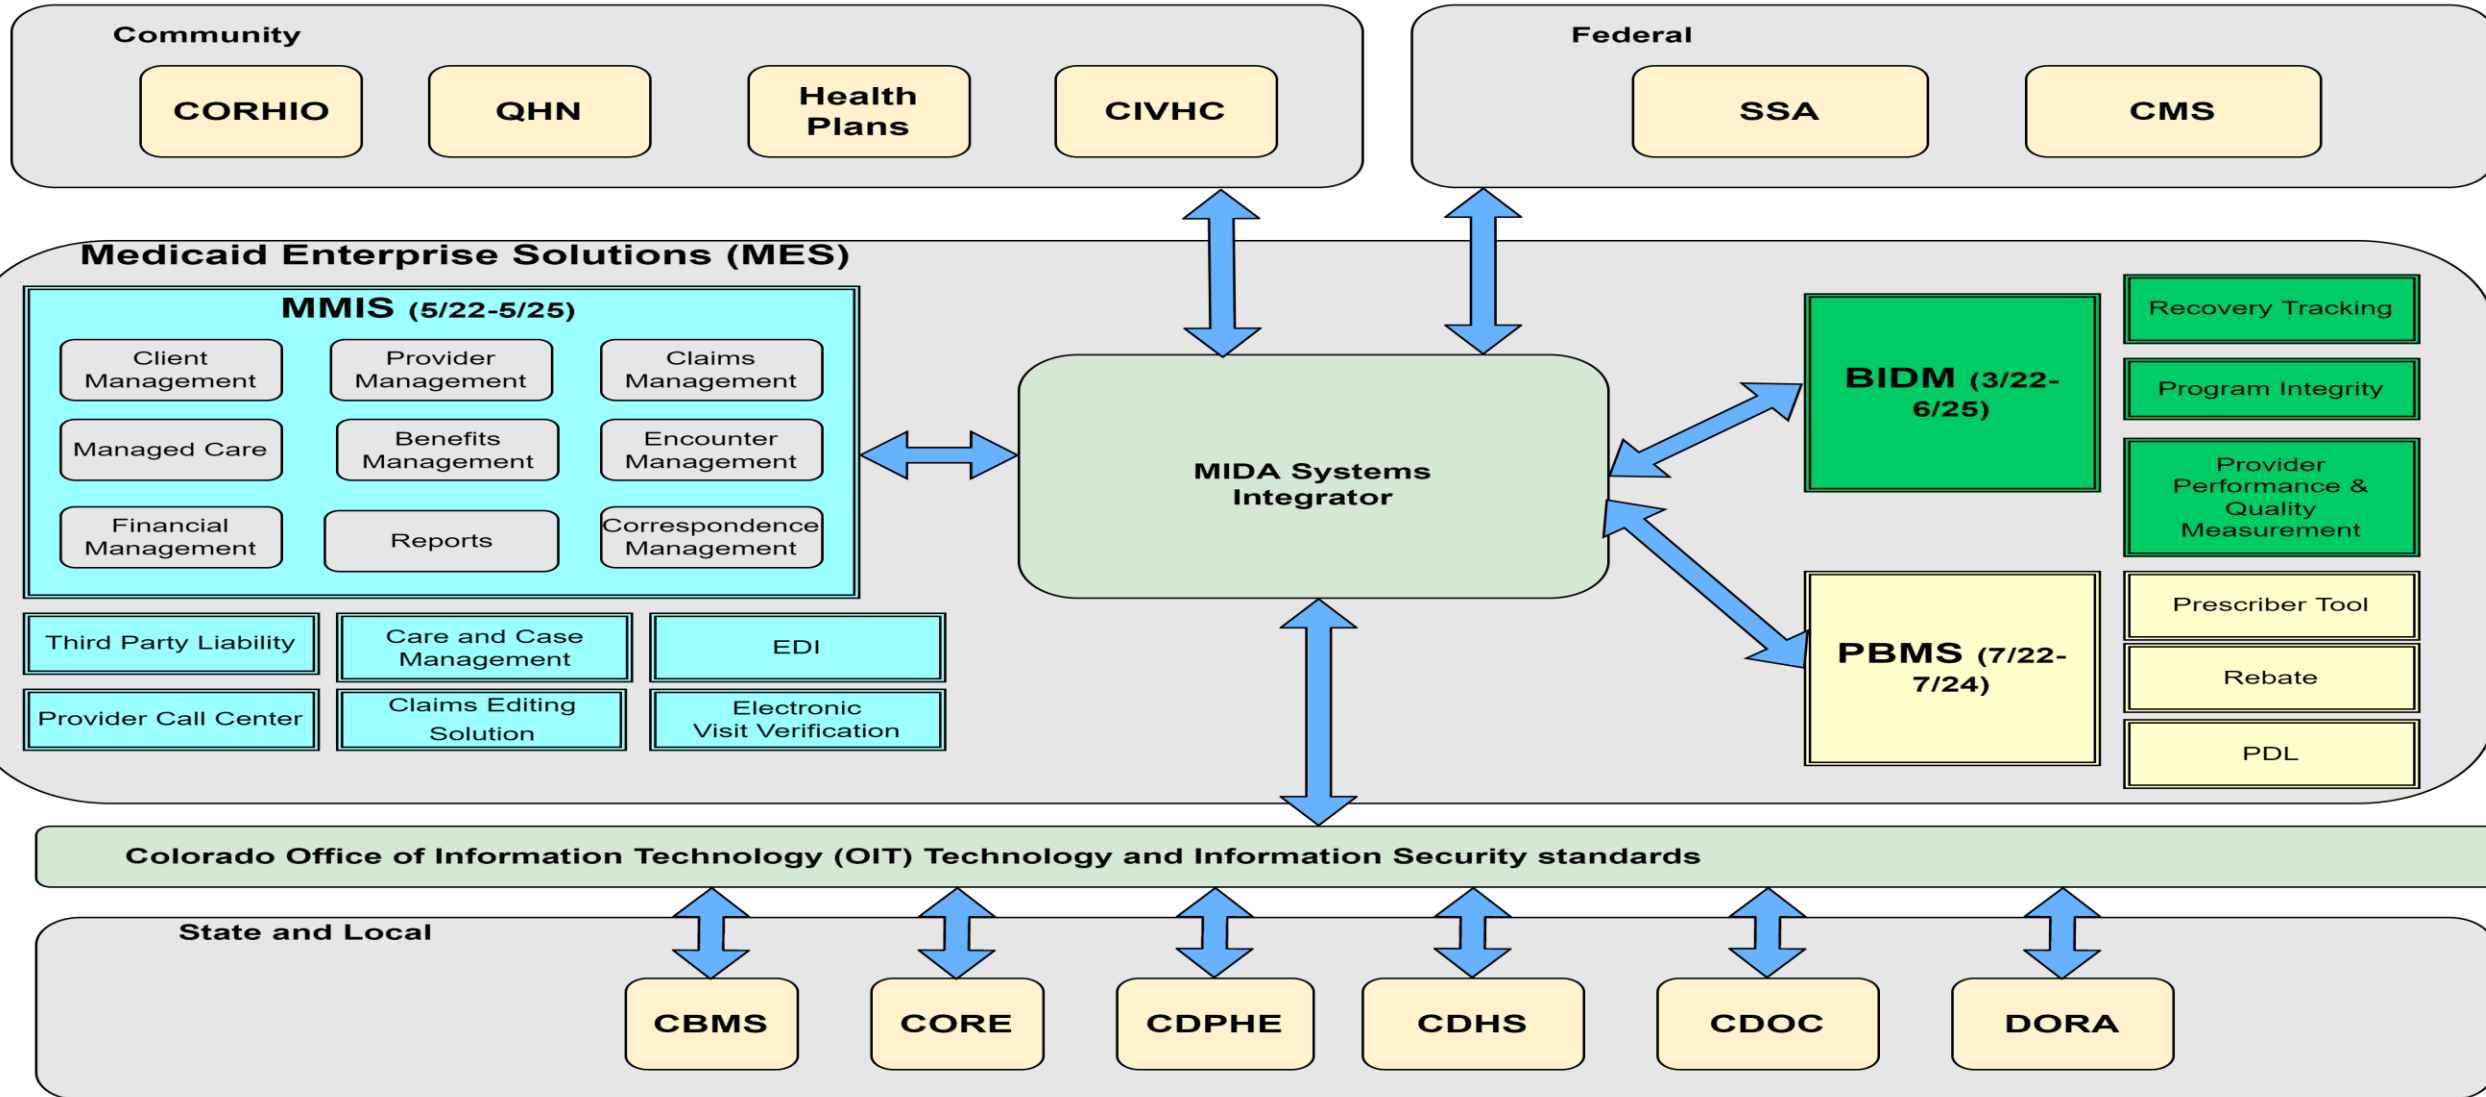 Community
CORHIO
QHN
Health
Plans
CIVHC
Federal
SSA
CMS
Medicaid Enterprise Solutions (MES)
MMIS (5/22-5/25)
Client
Management
Provider
Management
Claims
Management
Managed Care
Benefits
Management
Encounter
Management
Financial
Management
Reports
Correspondence
Management
Third Party Liability
Care and Case
Management
EDI
Provider Call Center
Claims Editing
Solution
Electronic
Visit Verification
MIDA Systems
Integrator
BIDM (3/22-
6/25)
Recovery Tracking
Program Integrity
Provider
Performance &
Quality
Measurement
PBMS (7/22-
7/24)
Prescriber Tool
Rebate
PDL
Colorado Office of Information Technology (OIT) Technology and Information Security standards
State and Local
CBMS
CORE
CDPHE
CDHS
CDOC
DORA